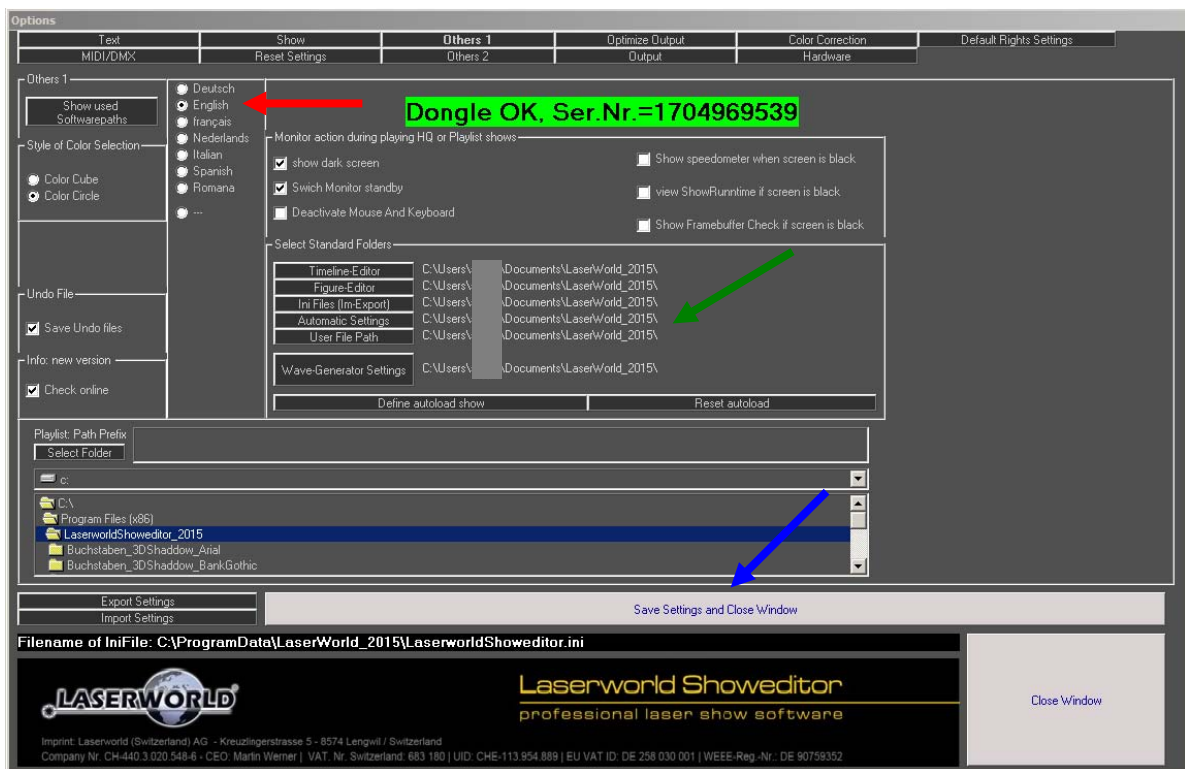 Options
Text Show Others 1 Optimize Output Color Correction Default Rights Settings
MIDI/DMX Reset Settings Others 2 Output Hardware
Others 1
Show used
Softwarepaths
Deutsch
English
français
Nederlands
Italian
Spanish
Romana
---
Dongle OK, Ser.Nr.=1704969539
Style of Color Selection
Color Cube
Color Circle
Monitor action during playing HQ or Playlist shows
show dark screen
Swich Monitor standby
Deactivate Mouse And Keyboard
Show speedometer when screen is black
view ShowRunntime if screen is black
Show Framebuffer Check if screen is black
Select Standard Folders
Timeline-Editor C:\Users\ \Documents\LaserWorld_2015\
Figure-Editor C:\Users\ \Documents\LaserWorld_2015\
Ini Files (Im-Export) C:\Users\ \Documents\LaserWorld_2015\
Automatic Settings C:\Users\ \Documents\LaserWorld_2015\
User File Path C:\Users\ \Documents\LaserWorld_2015\
Wave-Generator Settings C:\Users\ \Documents\LaserWorld_2015\
Define autoload show Reset autoload
Undo File
Save Undo files
Info: new version
Check online
Playlist: Path Prefix
Select Folder
c:
C:\
Program Files (x86)
LaserworldShoweditor_2015
Buchstaben_3DShaddow_Arial
Buchstaben_3DShaddow_BankGothic
Export Settings
Import Settings
Save Settings and Close Window
Filename of IniFile: C:\ProgramData\LaserWorld_2015\LaserworldShoweditor.ini
LASERWORLD
Laserworld Showeditor
professional laser show software
Close Window
Imprint: Laserworld (Switzerland) AG - Kreuzlingerstrasse 5 - 8574 Lengwil / Switzerland
Company Nr. CH-440.3.020.548-6 - CEO: Martin Werner | VAT. Nr. Switzerland: 683 180 | UID: CHE-113.954.889 | EU VAT ID: DE 258 030 001 | WEEE-Reg.-Nr.: DE 90759352